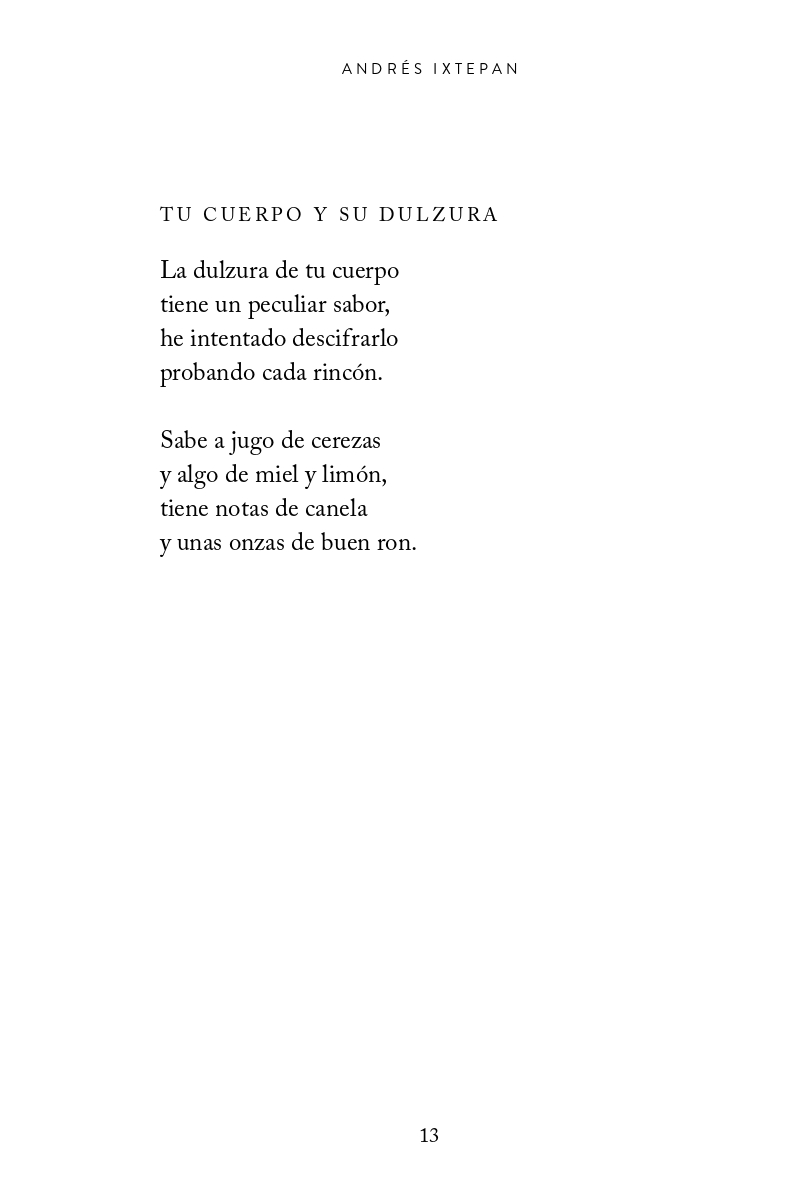 ANDRÉS IXTEPAN
TU CUERPO Y SU DULZURA
La dulzura de tu cuerpo
tiene un peculiar sabor,
he intentado descifrarlo
probando cada rincón.
Sabe a jugo de cerezas
y algo de miel y limón,
tiene notas de canela
y unas onzas de buen ron.
13